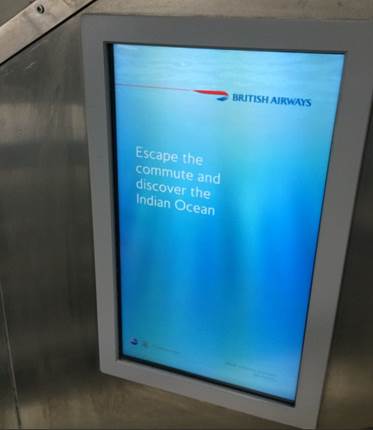 BRITISH AIRWAYS
Escape the
commute and
discover the
Indian Ocean